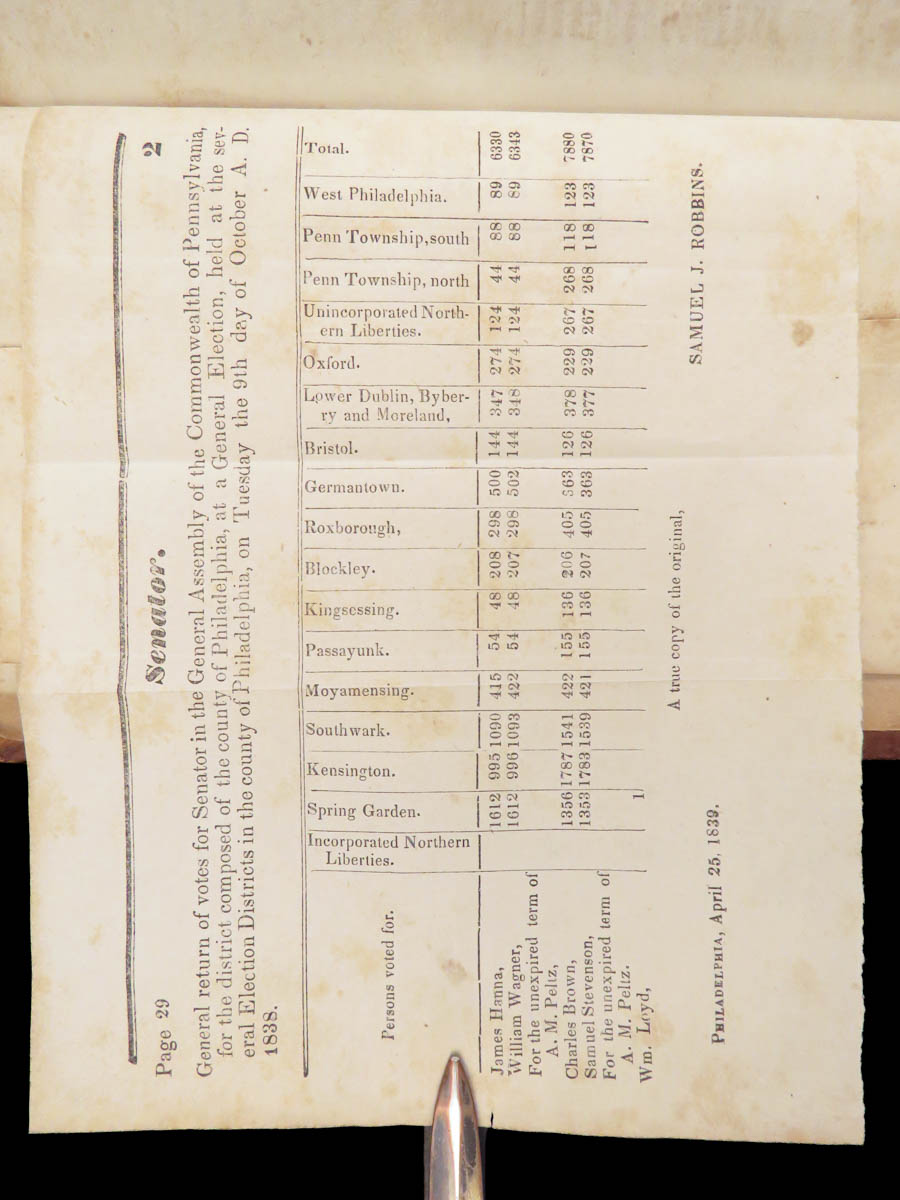 Page 29
Senator.
2
General return of votes for Senator in the General Assembly of the Commonwealth of Pennsylvania,
for the district composed of the county of Philadelphia, at a General Election, held at the sev-
eral Election Districts in the county of Philadelphia, on Tuesday the 9th day of October A. D.
1838.
Persons voted for.
Incorporated Northern
Liberties.
Spring Garden.
Kensington.
Southwark.
Moyamensing.
Passayunk.
Kingsessing.
Blockley.
Roxborough,
Germantown.
Bristol.
Lower Dublin, Byber-
ry and Moreland,
Oxford.
Unincorporated North-
ern Liberties.
Penn Township, north
Penn Township,south
West Philadelphia.
Total.
James Hanna, 1612 995 1090 415 54 48 208 298 500 144 347 274 124 44 88 89 6330
William Wagner, 1612 996 1093 422 54 48 207 298 502 144 348 274 124 44 88 89 6343
For the unexpired term of
A. M. Peltz,
Charles Brown, 1356 1787 1541 422 155 136 206 405 363 126 378 229 267 268 118 123 7880
Samuel Stevenson, 1353 1783 1539 421 155 136 207 405 363 126 377 229 267 268 118 123 7870
For the unexpired term of
A. M. Peltz.
Wm. Loyd, 1
A true copy of the original,
SAMUEL J. ROBBINS.
PHILADELPHIA, April 25, 1839.